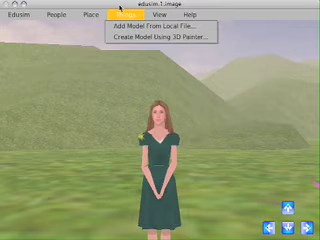 edusim.1.image
Edusim People Place Things View Help
Add Model From Local File...
Create Model Using 3D Painter...